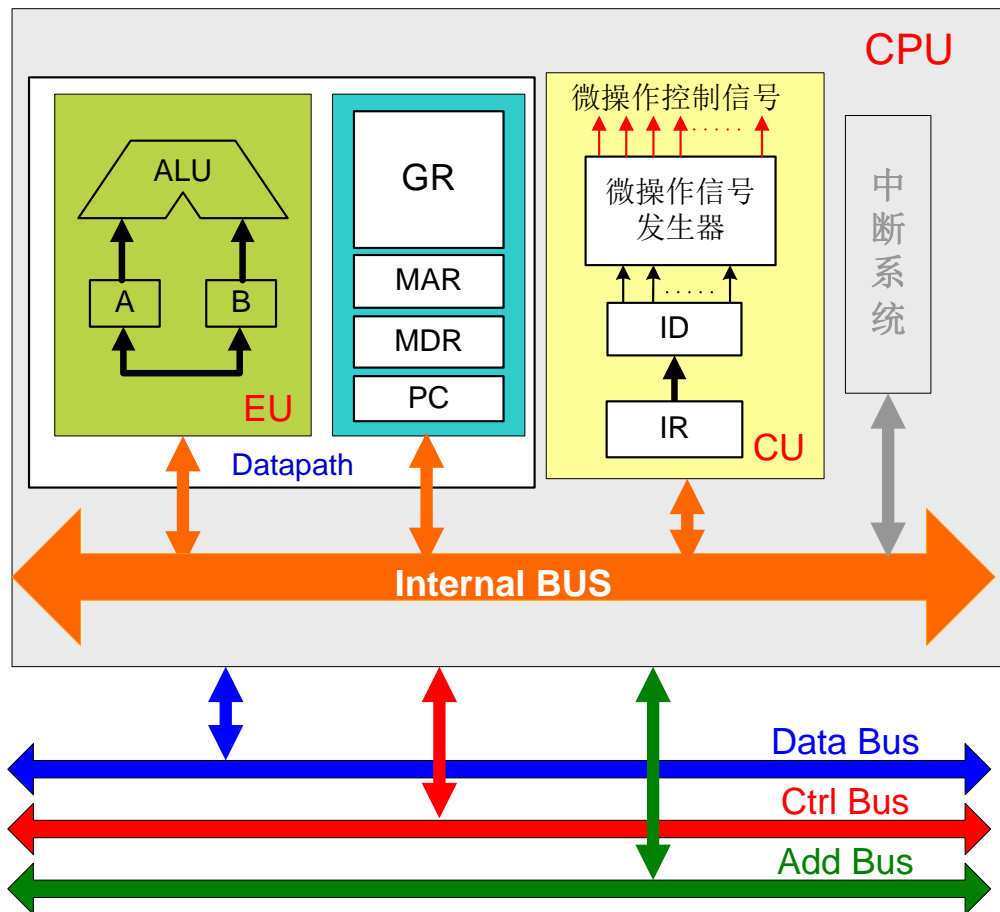 CPU
ALU
A
B
EU
GR
MAR
MDR
PC
Datapath
微操作控制信号
.....
微操作信号
发生器
.....
ID
IR
CU
中
断
系
统
Internal BUS
Data Bus
Ctrl Bus
Add Bus